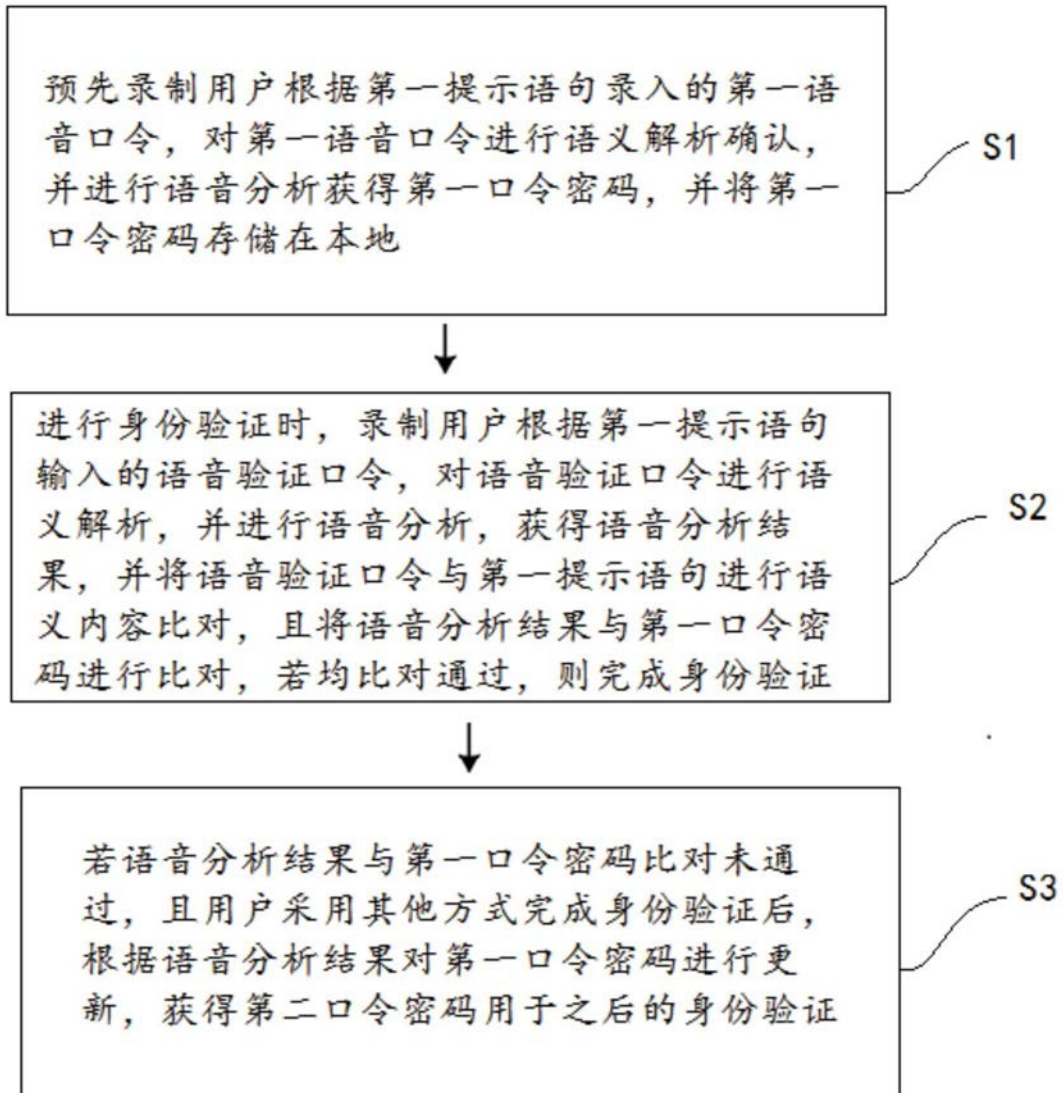 预先录制用户根据第一提示语句录入的第一语
音口令，对第一语音口令进行语义解析确认，
并进行语音分析获得第一口令密码，并将第一
口令密码存储在本地
S1
进行身份验证时，录制用户根据第一提示语句
输入的语音验证口令，对语音验证口令进行语
义解析，并进行语音分析，获得语音分析结
果，并将语音验证口令与第一提示语句进行语
义内容比对，且将语音分析结果与第一口令密
码进行比对，若均比对通过，则完成身份验证
S2
若语音分析结果与第一口令密码比对未通
过，且用户采用其他方式完成身份验证后，
根据语音分析结果对第一口令密码进行更
新，获得第二口令密码用于之后的身份验证
S3